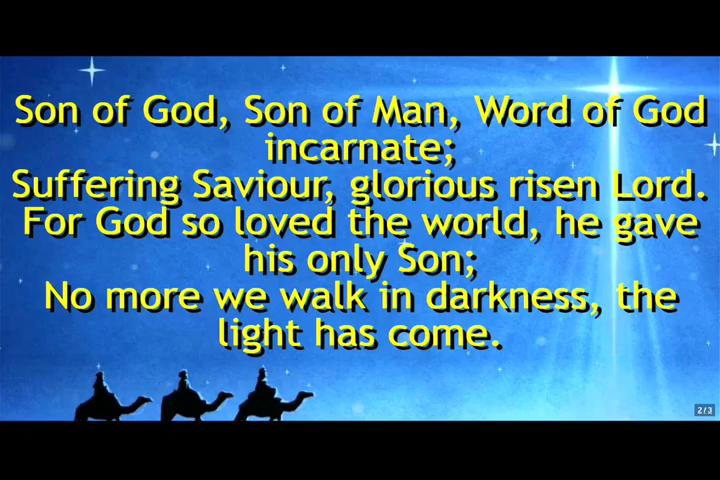 Son of God, Son of Man, Word of God
incarnate;
Suffering Saviour, glorious risen Lord.
For God so loved the world, he gave
his only Son;
No more we walk in darkness, the
light has come.
2/3